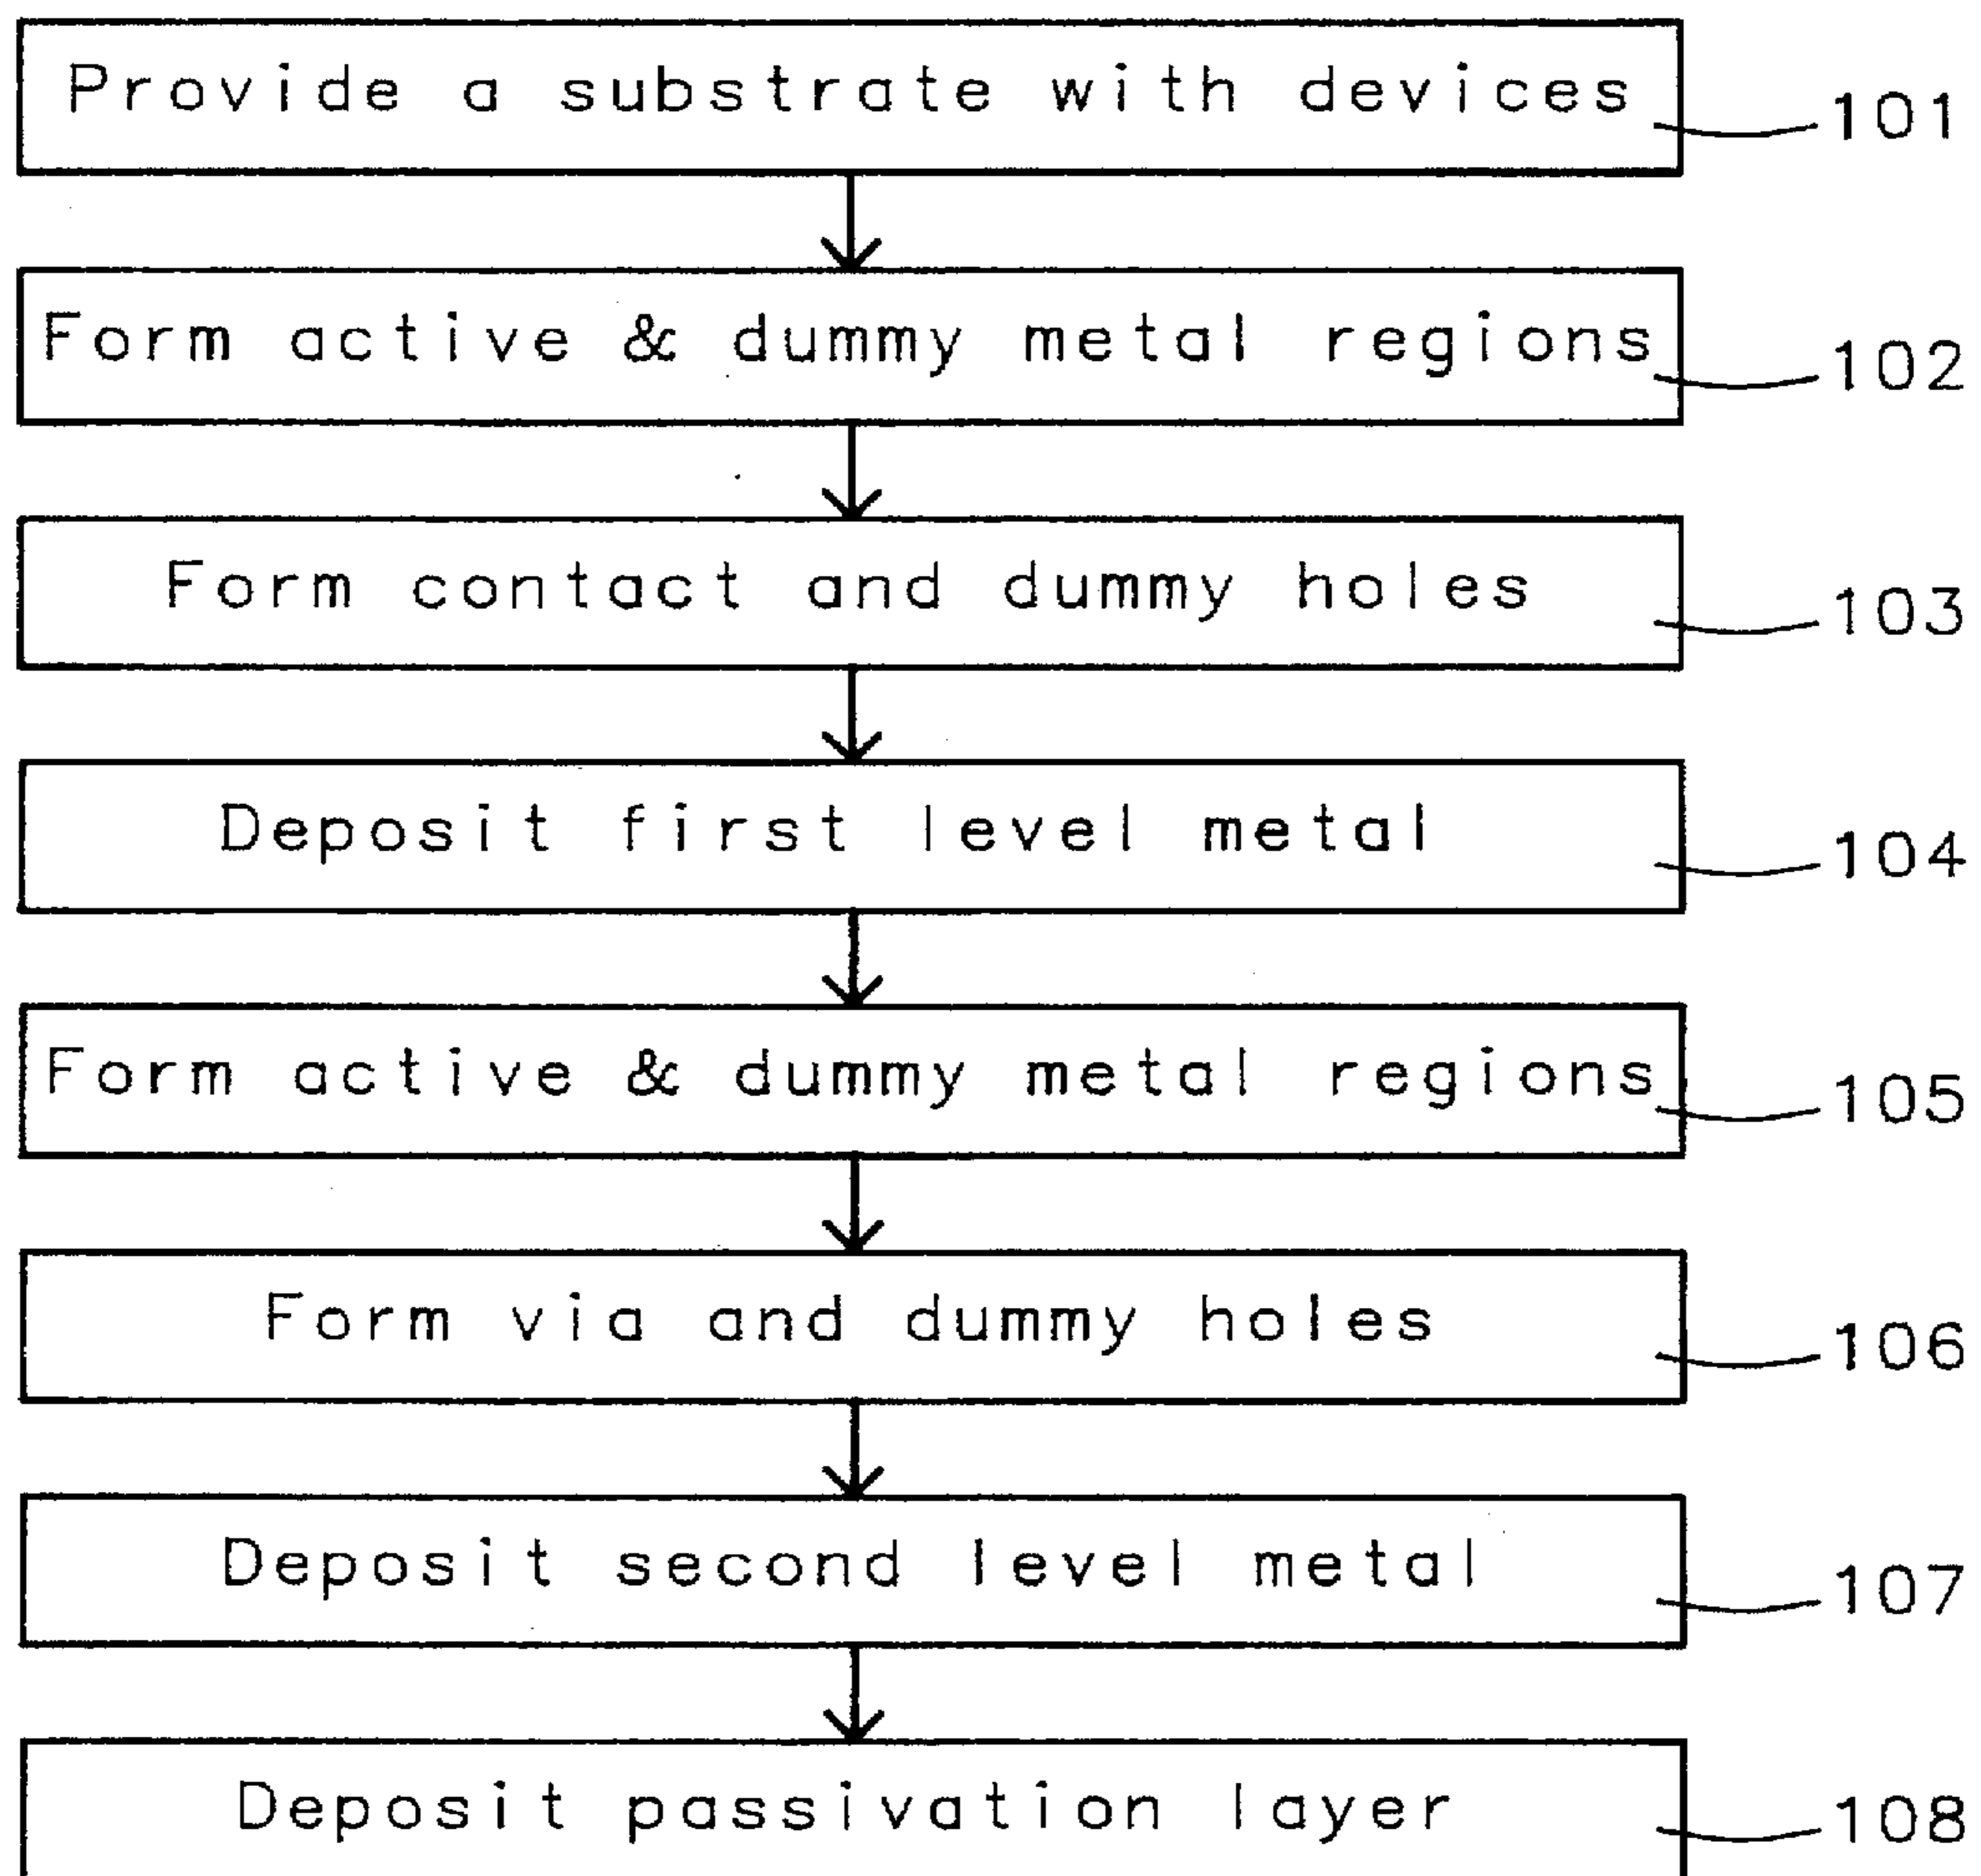 Provide a substrate with devices
101
Form active & dummy metal regions
102
Form contact and dummy holes
103
Deposit first level metal
104
Form active & dummy metal regions
105
Form via and dummy holes
106
Deposit second level metal
107
Deposit passivation layer
108